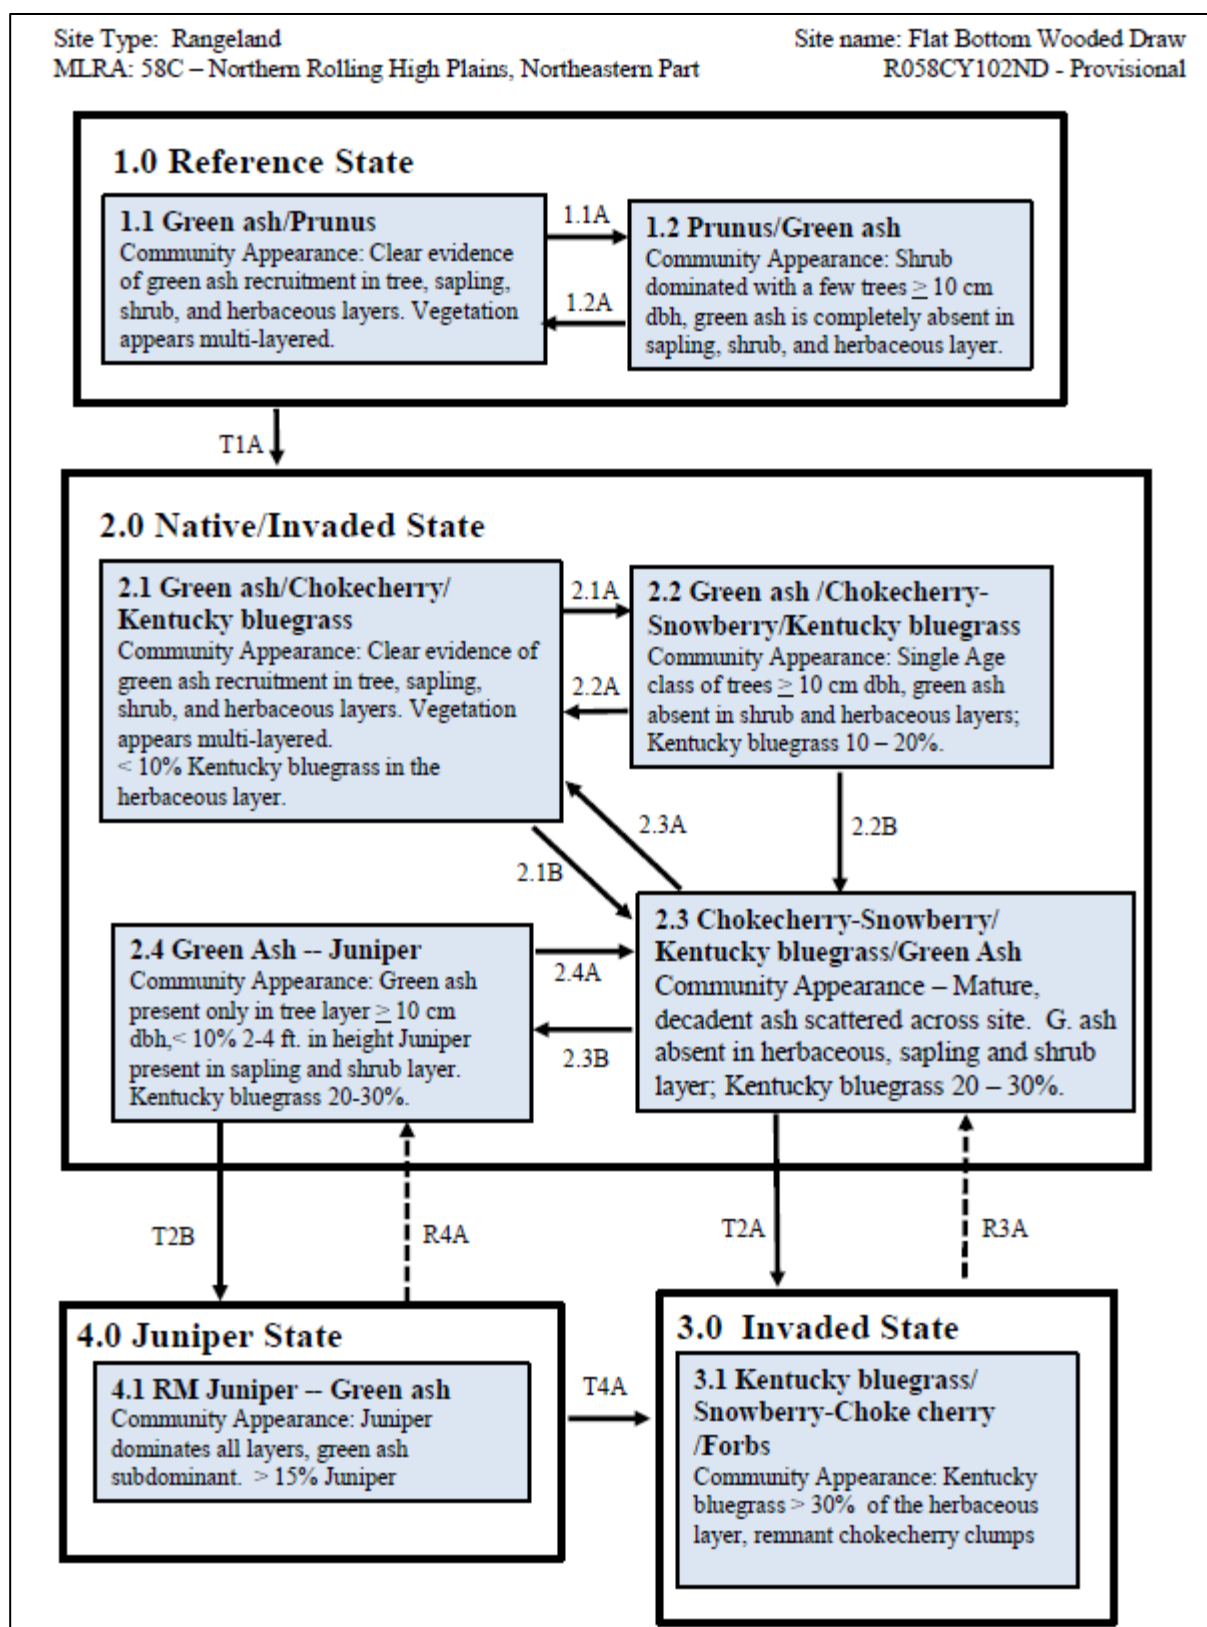 Site Type: Rangeland
Site name: Flat Bottom Wooded Draw
MLRA: 58C – Northern Rolling High Plains, Northeastern Part
R058CY102ND - Provisional
1.0 Reference State
1.1 Green ash/Prunus
Community Appearance: Clear evidence
of green ash recruitment in tree, sapling,
shrub, and herbaceous layers. Vegetation
appears multi-layered.
1.1A
1.2A
1.2 Prunus/Green ash
Community Appearance: Shrub
dominated with a few trees ≥ 10 cm
dbh, green ash is completely absent in
sapling, shrub, and herbaceous layer.
T1A
2.0 Native/Invaded State
2.1 Green ash/Chokecherry/
Kentucky bluegrass
Community Appearance: Clear evidence of
green ash recruitment in tree, sapling,
shrub, and herbaceous layers. Vegetation
appears multi-layered.
< 10% Kentucky bluegrass in the
herbaceous layer.
2.1A
2.2A
2.2 Green ash /Chokecherry-
Snowberry/Kentucky bluegrass
Community Appearance: Single Age
class of trees ≥ 10 cm dbh, green ash
absent in shrub and herbaceous layers;
Kentucky bluegrass 10 – 20%.
2.3A
2.2B
2.1B
2.4 Green Ash -- Juniper
Community Appearance: Green ash
present only in tree layer ≥ 10 cm
dbh,< 10% 2-4 ft. in height Juniper
present in sapling and shrub layer.
Kentucky bluegrass 20-30%.
2.4A
2.3B
2.3 Chokecherry-Snowberry/
Kentucky bluegrass/Green Ash
Community Appearance – Mature,
decadent ash scattered across site. G. ash
absent in herbaceous, sapling and shrub
layer; Kentucky bluegrass 20 – 30%.
T2B
R4A
T2A
R3A
4.0 Juniper State
4.1 RM Juniper -- Green ash
Community Appearance: Juniper
dominates all layers, green ash
subdominant. > 15% Juniper
T4A
3.0 Invaded State
3.1 Kentucky bluegrass/
Snowberry-Choke cherry
/Forbs
Community Appearance: Kentucky
bluegrass > 30% of the herbaceous
layer, remnant chokecherry clumps